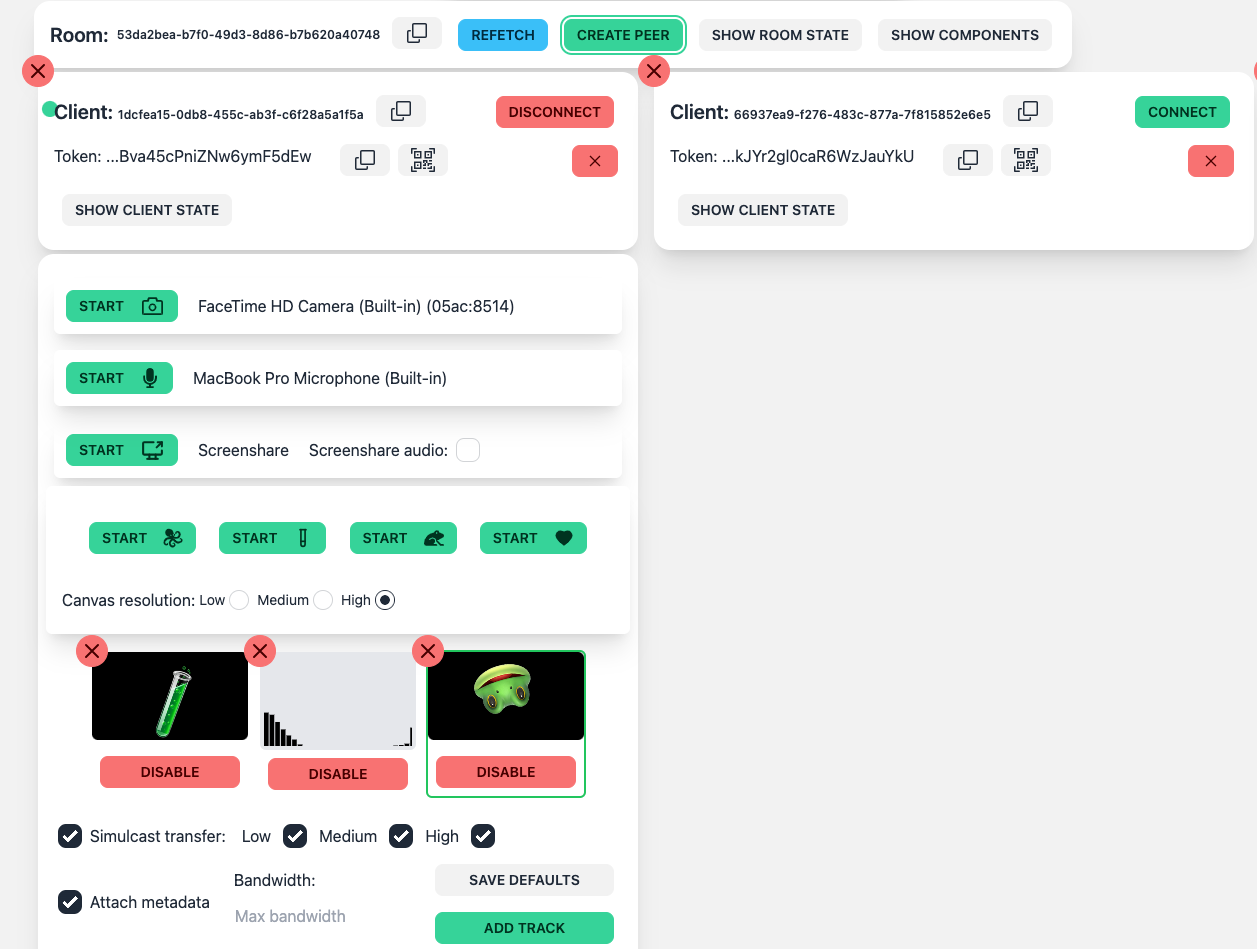 Room: 53da2bea-b7f0-49d3-8d86-b7b620a40748 REFETCH CREATE PEER SHOW ROOM STATE SHOW COMPONENTS
Client: 1dcfea15-0db8-455c-ab3f-c6f28a5a1f5a DISCONNECT
Token: ...Bva45cPniZNw6ymF5dEw
SHOW CLIENT STATE
Client: 66937ea9-f276-483c-877a-7f815852e6e5 CONNECT
Token: ...kJYr2gl0caR6WzJauYkU
SHOW CLIENT STATE
START FaceTime HD Camera (Built-in) (05ac:8514)
START MacBook Pro Microphone (Built-in)
START Screenshare Screenshare audio:
START START START START
Canvas resolution: Low Medium High
DISABLE DISABLE DISABLE
Simulcast transfer: Low Medium High
Attach metadata
Bandwidth:
Max bandwidth
SAVE DEFAULTS
ADD TRACK